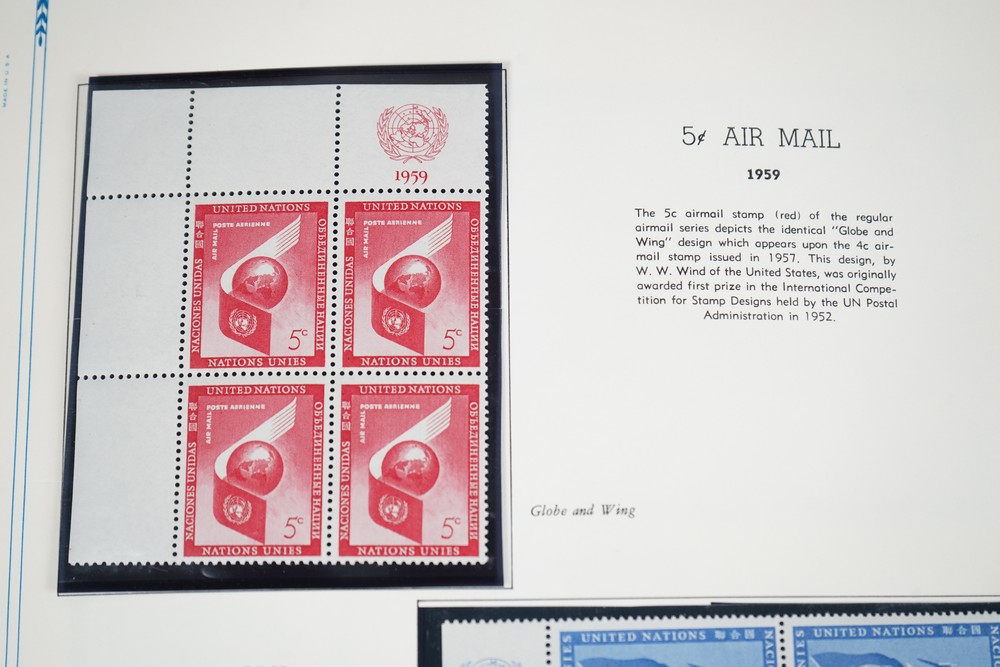 MADE IN U.S.A.
1959
UNITED NATIONS
NACIONES UNIDAS
AIR MAIL
POSTE AERIENNE
ОБЪЕДИНЕННЫЕ НАЦИИ
5c
NATIONS UNIES
UNITED NATIONS
NACIONES UNIDAS
AIR MAIL
POSTE AERIENNE
ОБЪЕДИНЕННЫЕ НАЦИИ
5c
NATIONS UNIES
UNITED NATIONS
NACIONES UNIDAS
AIR MAIL
POSTE AERIENNE
ОБЪЕДИНЕННЫЕ НАЦИИ
5c
NATIONS UNIES
UNITED NATIONS
NACIONES UNIDAS
AIR MAIL
POSTE AERIENNE
ОБЪЕДИНЕННЫЕ НАЦИИ
5c
NATIONS UNIES
5¢ AIR MAIL
1959
The 5c airmail stamp (red) of the regular
airmail series depicts the identical "Globe and
Wing" design which appears upon the 4c air-
mail stamp issued in 1957. This design, by
W. W. Wind of the United States, was originally
awarded first prize in the International Compe-
tition for Stamp Designs held by the UN Postal
Administration in 1952.
Globe and Wing
UNITED NATIONS
UNITED NATIONS